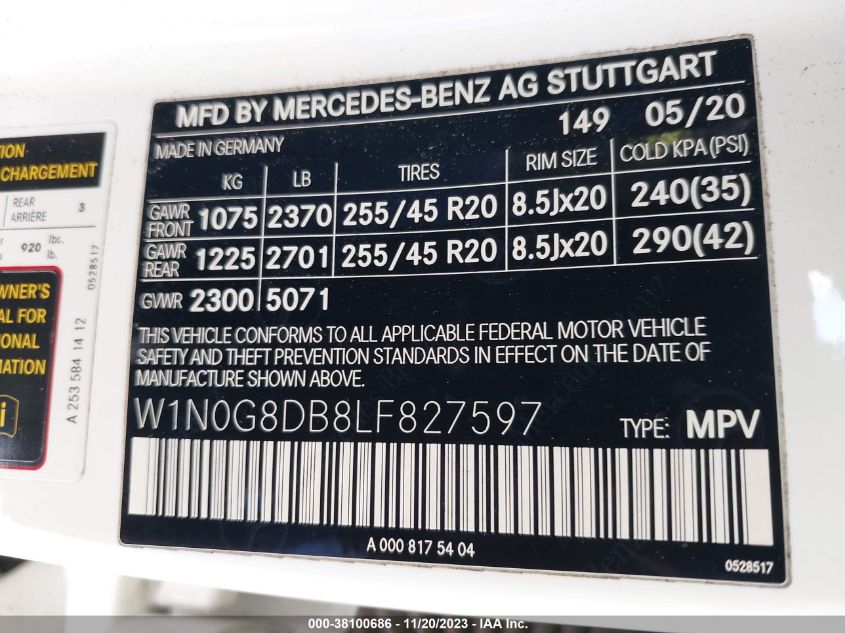 TION
CHARGEMENT
REAR
ARRIÈRE
3
920 lbs.
lb.
0528517
WNER'S
AL FOR
IONAL
MATION
i
A 253 584 14 12
MFD BY MERCEDES-BENZ AG STUTTGART
149 05/20
MADE IN GERMANY
KG LB TIRES RIM SIZE COLD KPA(PSI)
GAWR FRONT 1075 2370 255/45 R20 8.5Jx20 240(35)
GAWR REAR 1225 2701 255/45 R20 8.5Jx20 290(42)
GVWR 2300 5071
THIS VEHICLE CONFORMS TO ALL APPLICABLE FEDERAL MOTOR VEHICLE
SAFETY AND THEFT PREVENTION STANDARDS IN EFFECT ON THE DATE OF
MANUFACTURE SHOWN ABOVE.
W1N0G8DB8LF827597 TYPE: MPV
A 000 817 54 04
0528517
000-38100686 - 11/20/2023 - IAA Inc.